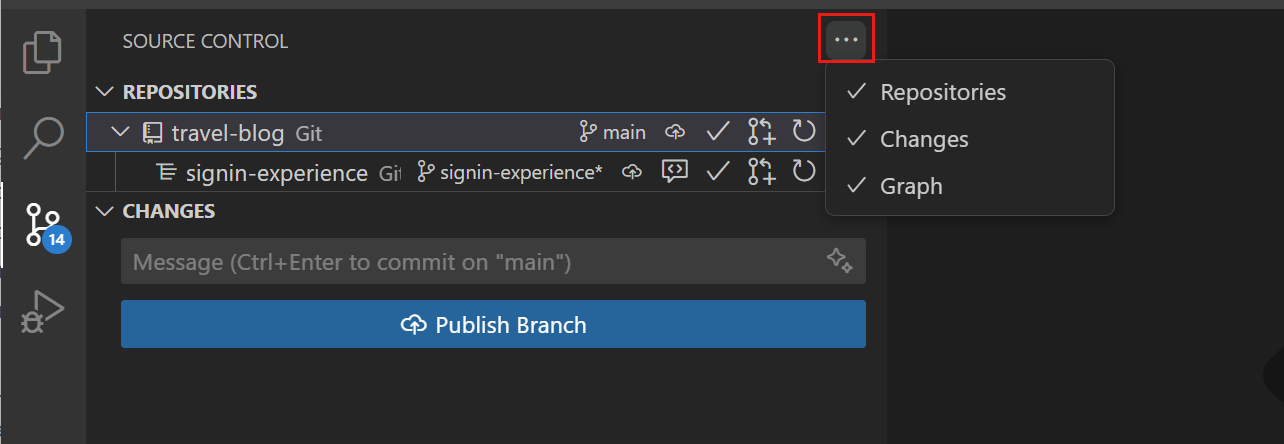 SOURCE CONTROL
REPOSITORIES
travel-blog Git main
signin-experience Git signin-experience*
CHANGES
Message (Ctrl+Enter to commit on "main")
Publish Branch
14
Repositories
Changes
Graph